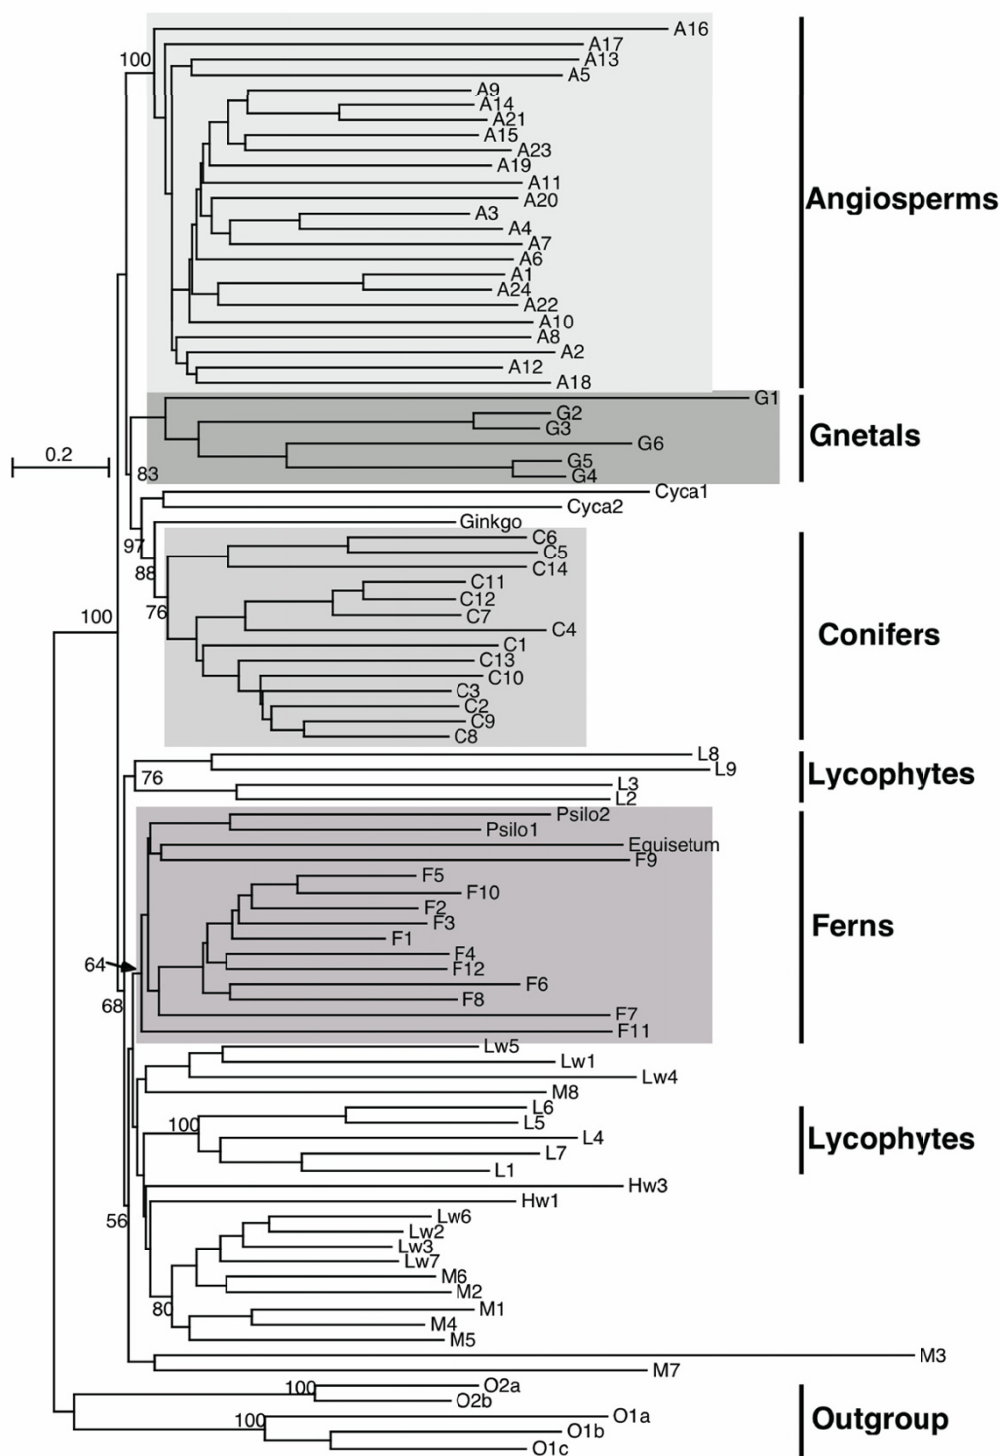 A16
A17
100
A13
A5
A9
A14
A21
A15
A23
A19
A11
A20
Angiosperms
A3
A4
A7
A6
A1
A24
A22
A10
A8
A2
A12
A18
G1
G2
G3
Gnetals
G6
0.2
G5
G4
83
Cyca1
Cyca2
Ginkgo
C6
97
C5
C14
88
C11
C12
76
C7
100
C4
Conifers
C1
C13
C10
C3
C2
C9
C8
L8
L9
76
Lycophytes
L3
L2
Psilo2
Psilo1
Equisetum
F9
F5
F10
F2
F3
Ferns
F1
F4
64
F12
F6
F8
68
F7
F11
Lw5
Lw1
Lw4
M8
L6
L5
100
L4
Lycophytes
L7
L1
Hw3
Hw1
56
Lw6
Lw2
Lw3
Lw7
M6
M2
80
M1
M4
M5
M3
M7
O2a
100
O2b
O1a
100
Outgroup
O1b
O1c